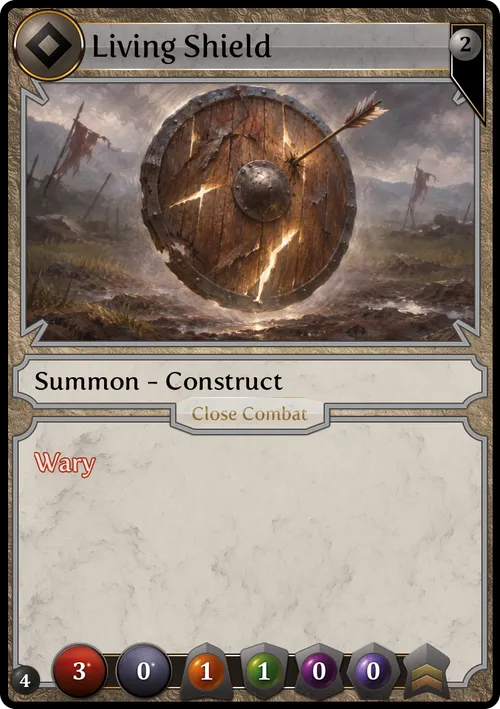 Living Shield
2
Summon – Construct
Close Combat
Wary
4
3*
0*
1
1
0
0